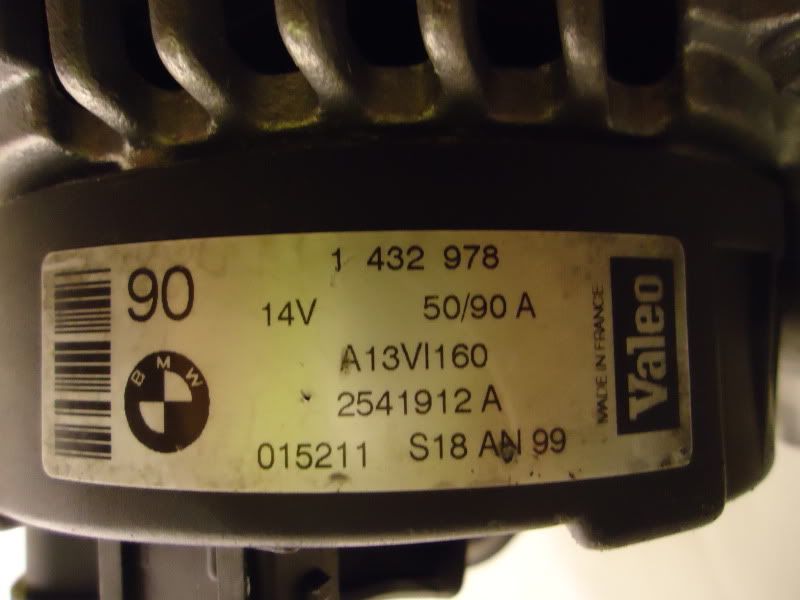 1 432 978
90
14V 50/90 A
BMW
A13VI160
2541912 A
015211 S18 AN 99
MADE IN FRANCE
Valeo